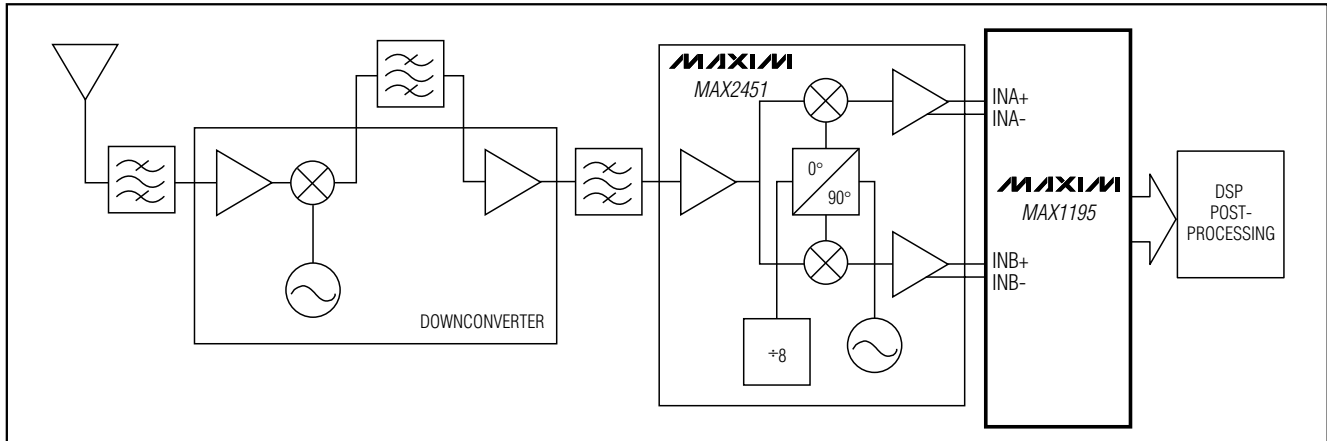 DOWNCONVERTER
MAXIM
MAX2451
0°
90°
÷8
INA+
INA-
MAXIM
MAX1195
INB+
INB-
DSP
POST-
PROCESSING